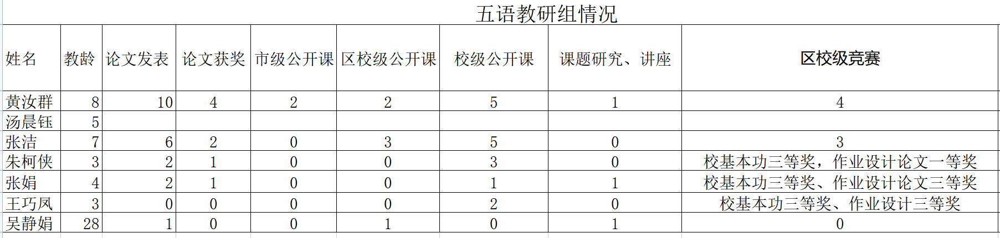 五语教研组情况
姓名 教龄 论文发表 论文获奖 市级公开课 区校级公开课 校级公开课 课题研究、讲座 区校级竞赛
黄汝群 8 10 4 2 2 5 1 4
汤晨钰 5
张洁 7 6 2 0 3 5 0 3
朱柯侠 3 2 1 0 0 3 0 校基本功三等奖，作业设计论文一等奖
张娟 4 2 1 0 0 1 1 校基本功三等奖、作业设计论文三等奖
王巧凤 3 0 0 0 0 2 0 校基本功三等奖、作业设计三等奖
吴静娟 28 1 0 0 1 0 1 0